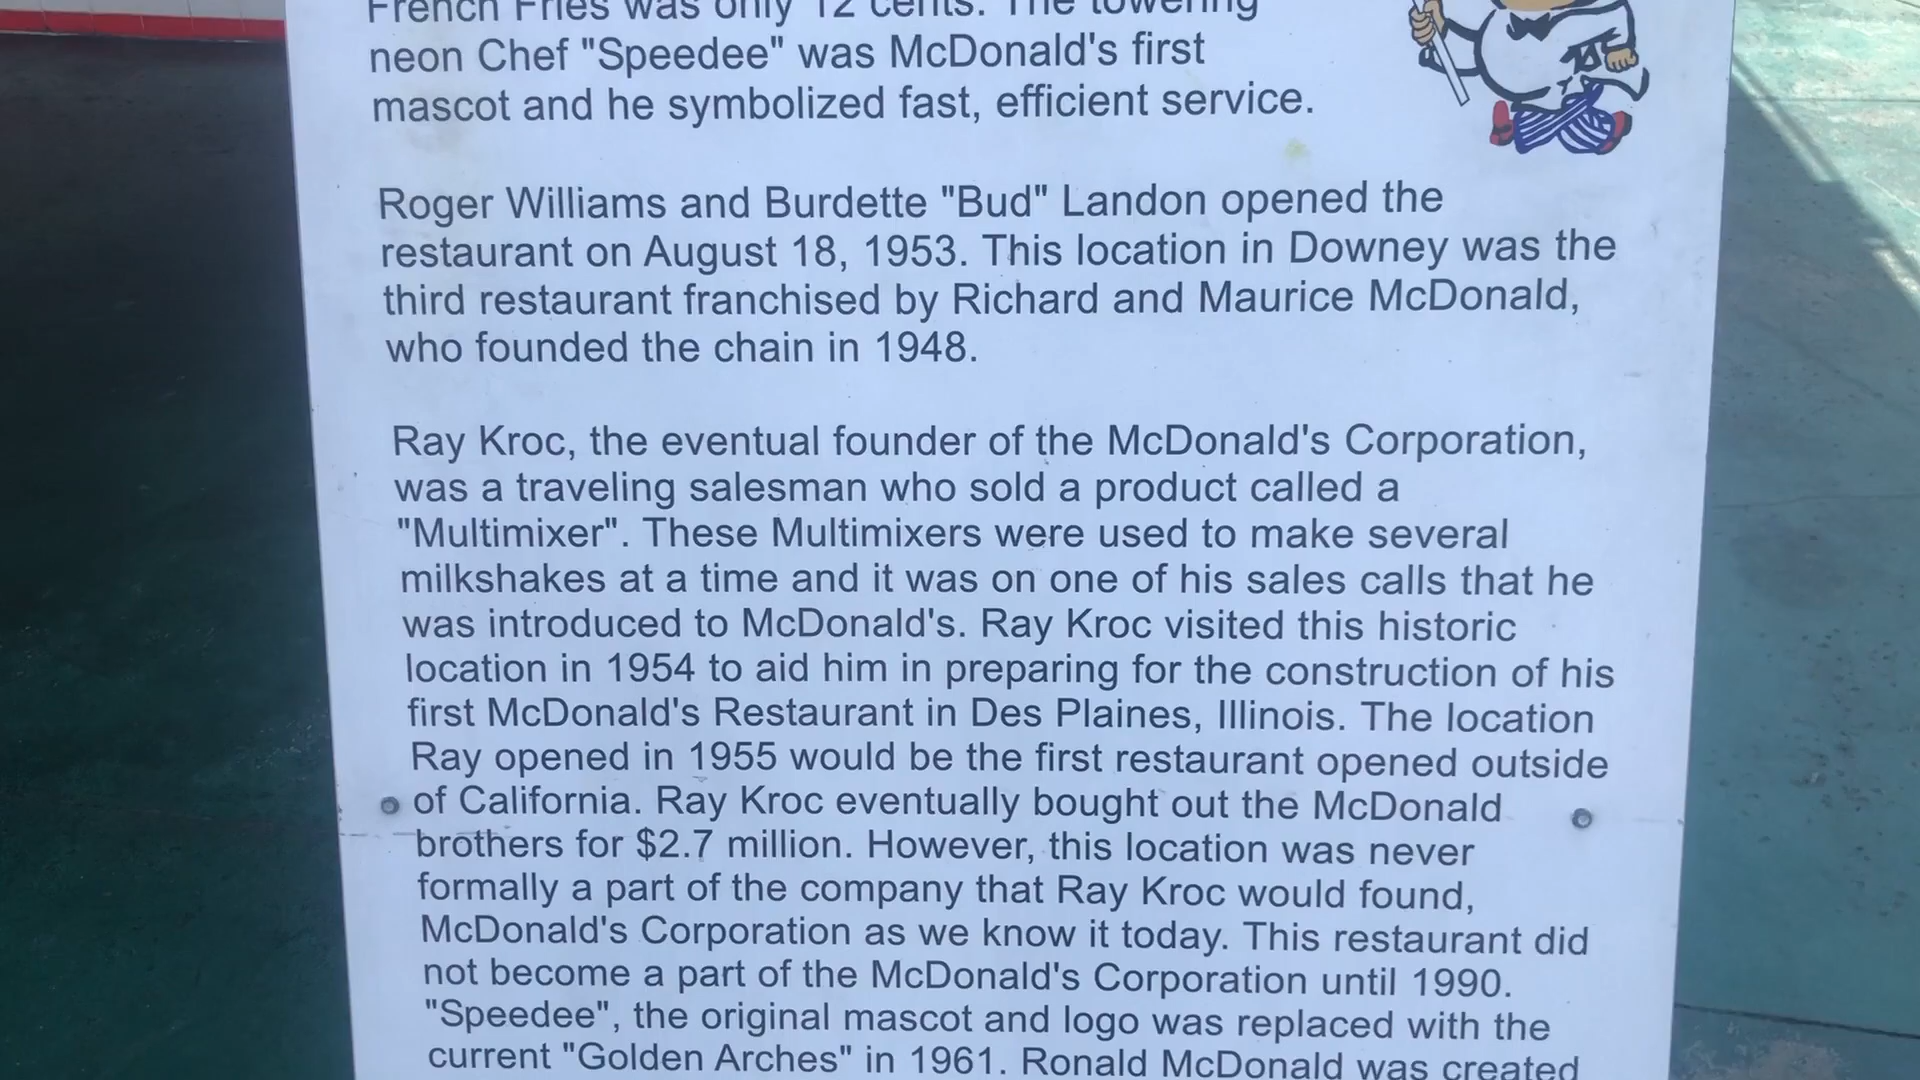 French Fries was only 12 cents. The towering
neon Chef "Speedee" was McDonald's first
mascot and he symbolized fast, efficient service.
Roger Williams and Burdette "Bud" Landon opened the
restaurant on August 18, 1953. This location in Downey was the
third restaurant franchised by Richard and Maurice McDonald,
who founded the chain in 1948.
Ray Kroc, the eventual founder of the McDonald's Corporation,
was a traveling salesman who sold a product called a
"Multimixer". These Multimixers were used to make several
milkshakes at a time and it was on one of his sales calls that he
was introduced to McDonald's. Ray Kroc visited this historic
location in 1954 to aid him in preparing for the construction of his
first McDonald's Restaurant in Des Plaines, Illinois. The location
Ray opened in 1955 would be the first restaurant opened outside
of California. Ray Kroc eventually bought out the McDonald
brothers for $2.7 million. However, this location was never
formally a part of the company that Ray Kroc would found,
McDonald's Corporation as we know it today. This restaurant did
not become a part of the McDonald's Corporation until 1990.
"Speedee", the original mascot and logo was replaced with the
current "Golden Arches" in 1961. Ronald McDonald was created